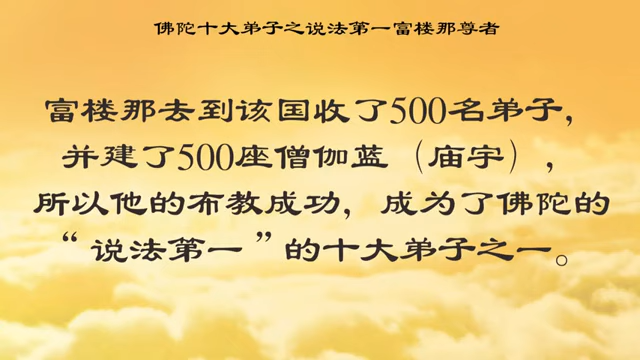 佛陀十大弟子之说法第一富楼那尊者
富楼那去到该国收了500名弟子，
并建了500座僧伽蓝（庙宇），
所以他的布教成功，成为了佛陀的
“说法第一”的十大弟子之一。